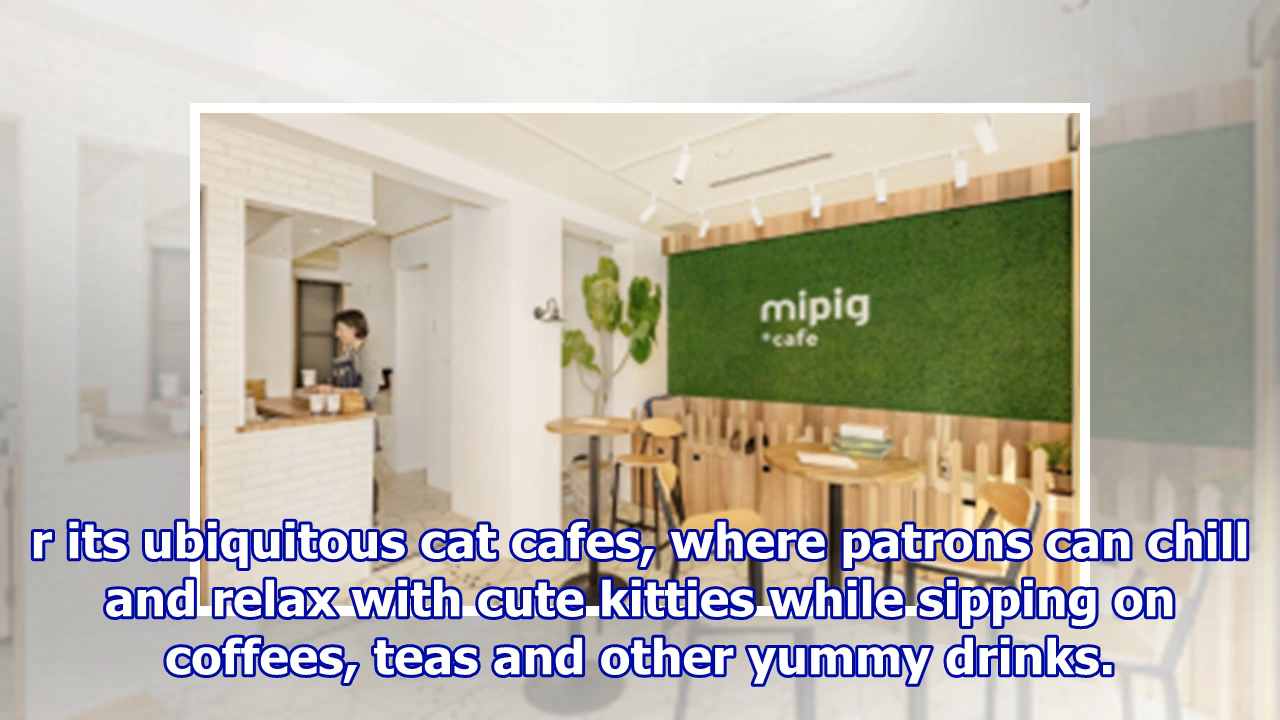 mipig
*cafe
r its ubiquitous cat cafes, where patrons can chill
and relax with cute kitties while sipping on
coffees, teas and other yummy drinks.